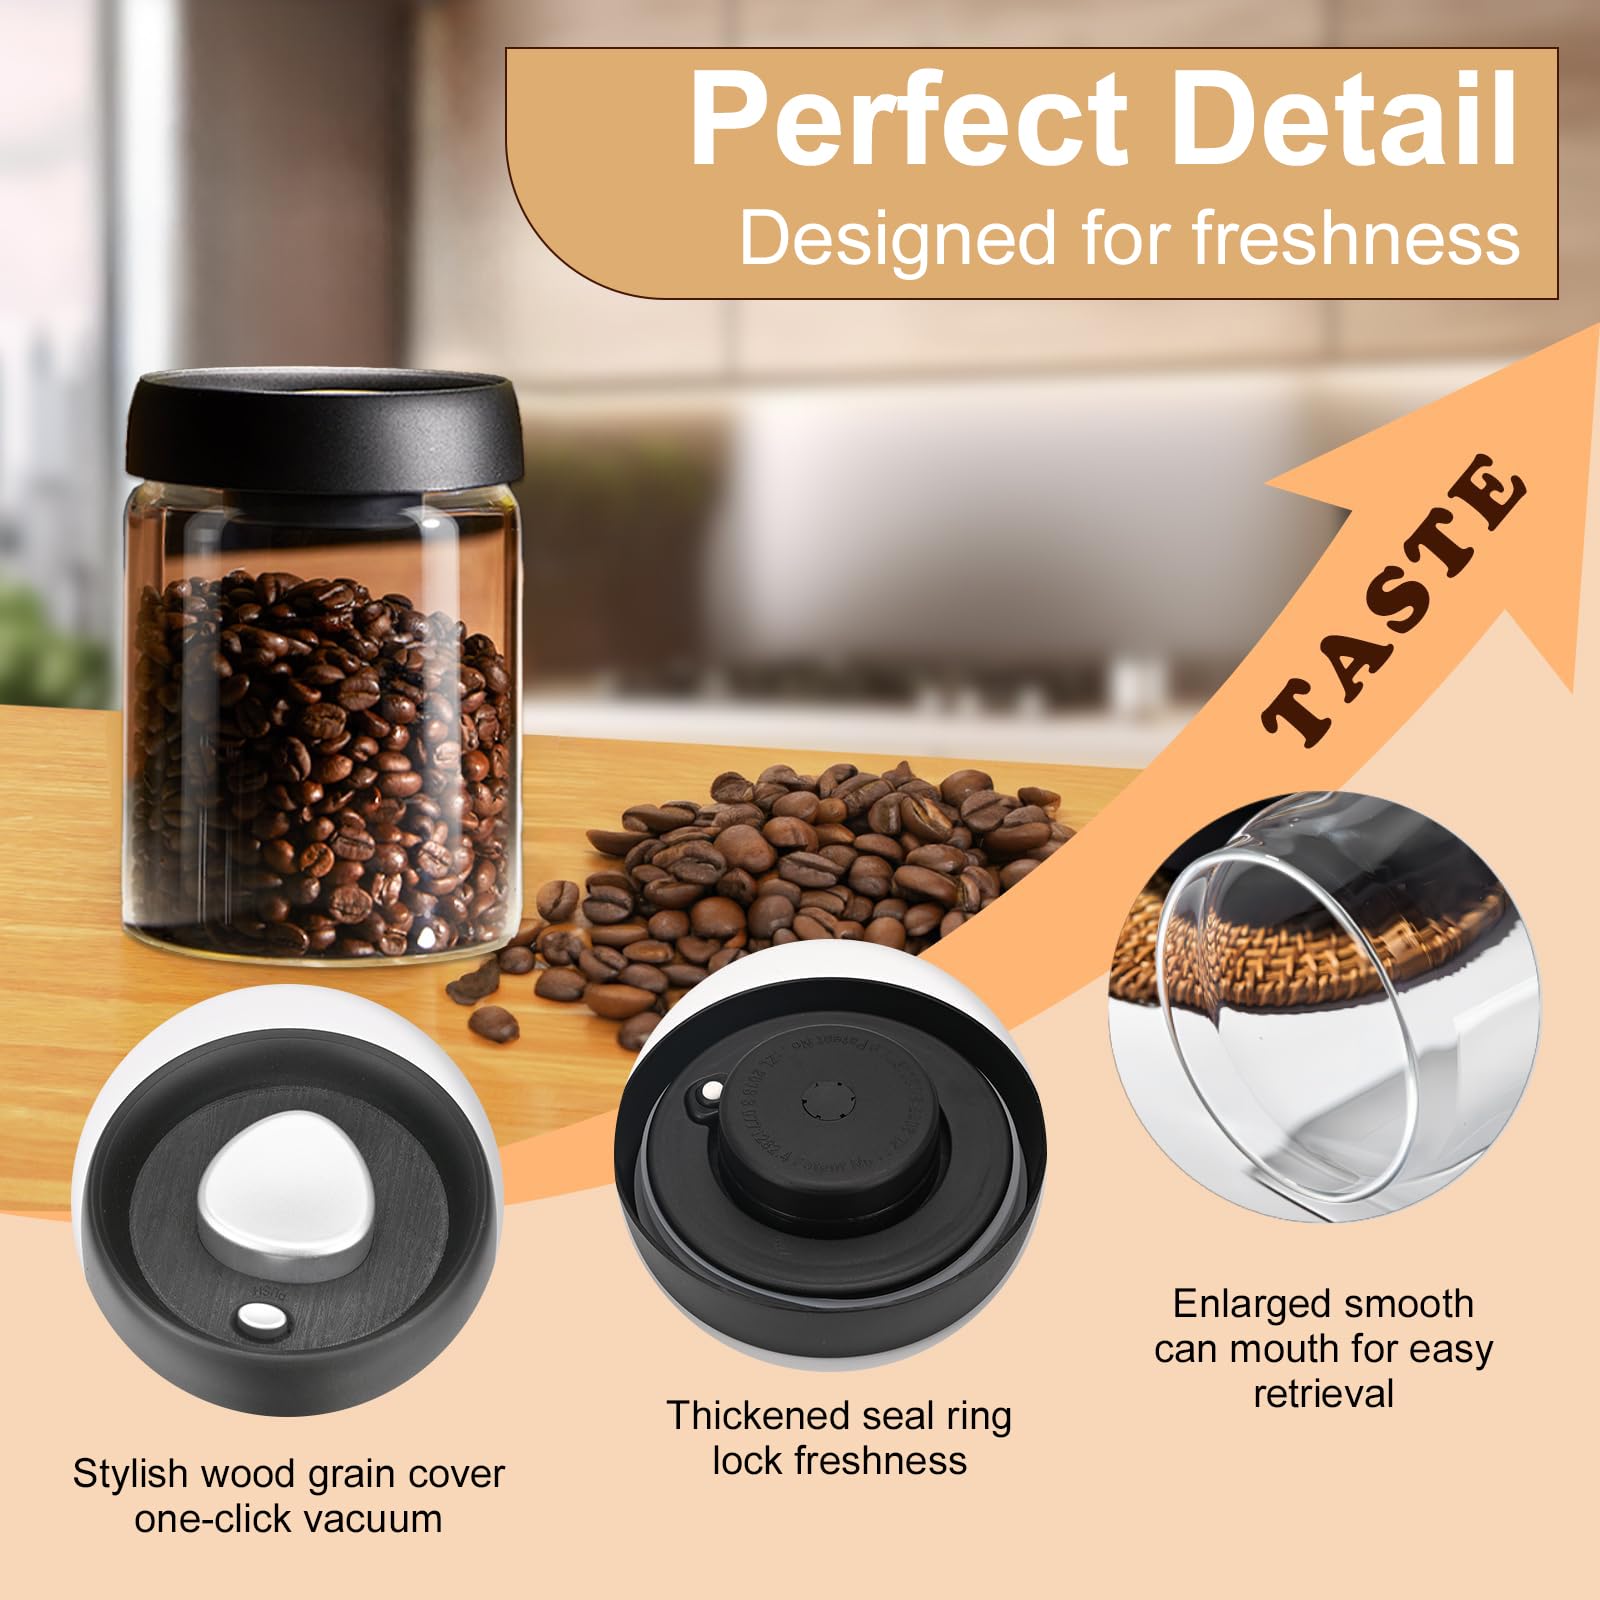 Perfect Detail
Designed for freshness
TASTE
PUSH
Stylish wood grain cover
one-click vacuum
Thickened seal ring
lock freshness
Enlarged smooth
can mouth for easy
retrieval